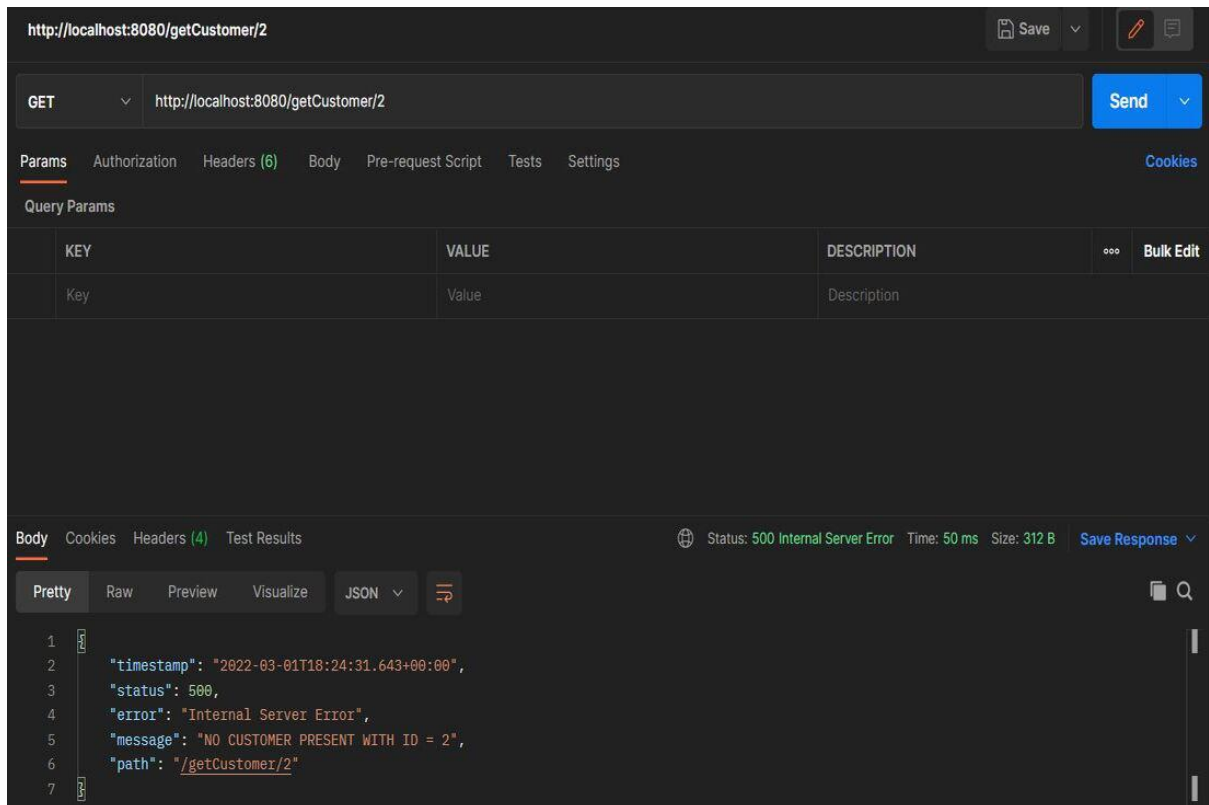 http://localhost:8080/getCustomer/2
Save
GET http://localhost:8080/getCustomer/2 Send
Params Authorization Headers (6) Body Pre-request Script Tests Settings Cookies
Query Params
KEY VALUE DESCRIPTION ooo Bulk Edit
Key Value Description
Body Cookies Headers (4) Test Results Status: 500 Internal Server Error Time: 50 ms Size: 312 B Save Response
Pretty Raw Preview Visualize JSON
1 {
2 "timestamp": "2022-03-01T18:24:31.643+00:00",
3 "status": 500,
4 "error": "Internal Server Error",
5 "message": "NO CUSTOMER PRESENT WITH ID = 2",
6 "path": "/getCustomer/2"
7 }